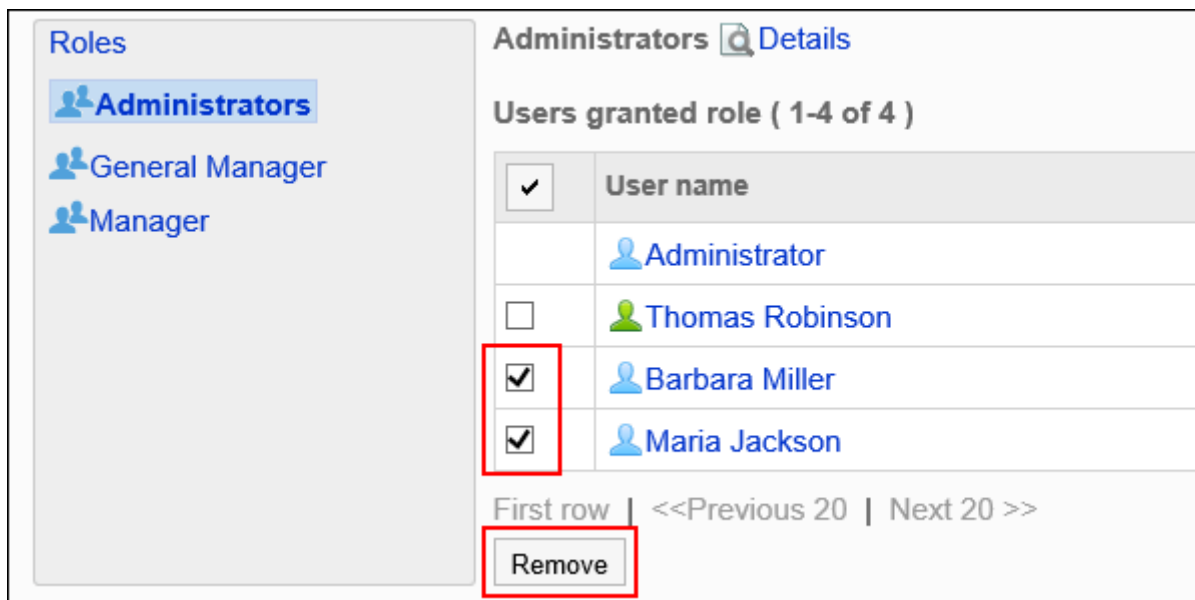 Roles
Administrators
General Manager
Manager
Administrators Details
Users granted role ( 1-4 of 4 )
User name
Administrator
Thomas Robinson
Barbara Miller
Maria Jackson
First row | <<Previous 20 | Next 20 >>
Remove